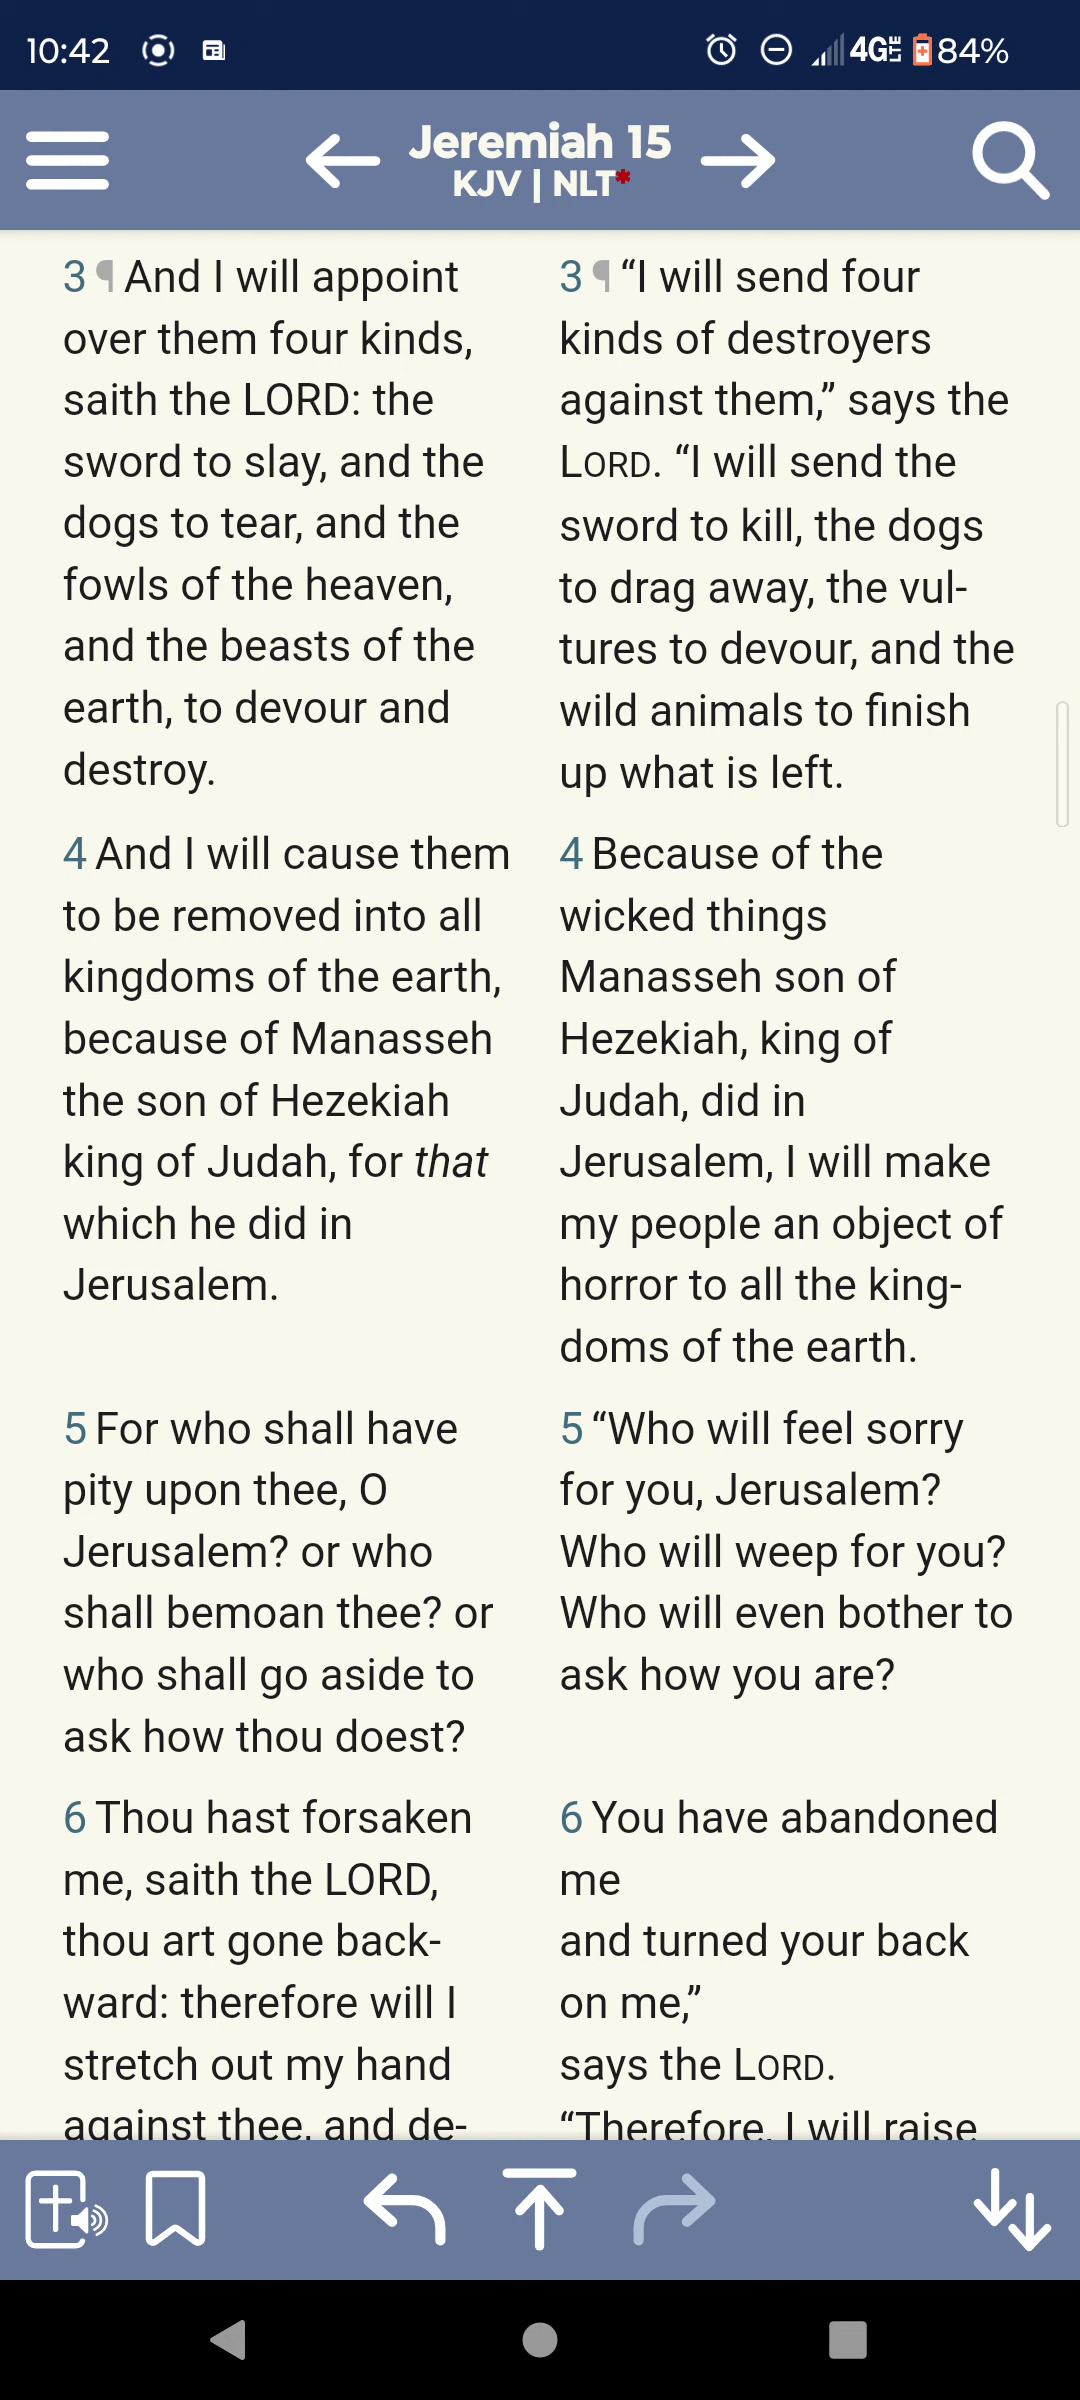 10:42 4G LTE 84%
Jeremiah 15
KJV | NLT*
3 ¶ And I will appoint
over them four kinds,
saith the LORD: the
sword to slay, and the
dogs to tear, and the
fowls of the heaven,
and the beasts of the
earth, to devour and
destroy.
4 And I will cause them
to be removed into all
kingdoms of the earth,
because of Manasseh
the son of Hezekiah
king of Judah, for that
which he did in
Jerusalem.
5 For who shall have
pity upon thee, O
Jerusalem? or who
shall bemoan thee? or
who shall go aside to
ask how thou doest?
6 Thou hast forsaken
me, saith the LORD,
thou art gone back-
ward: therefore will I
stretch out my hand
against thee, and de-
3 ¶ “I will send four
kinds of destroyers
against them,” says the
LORD. “I will send the
sword to kill, the dogs
to drag away, the vul-
tures to devour, and the
wild animals to finish
up what is left.
4 Because of the
wicked things
Manasseh son of
Hezekiah, king of
Judah, did in
Jerusalem, I will make
my people an object of
horror to all the king-
doms of the earth.
5 “Who will feel sorry
for you, Jerusalem?
Who will weep for you?
Who will even bother to
ask how you are?
6 You have abandoned
me
and turned your back
on me,”
says the LORD.
“Therefore, I will raise